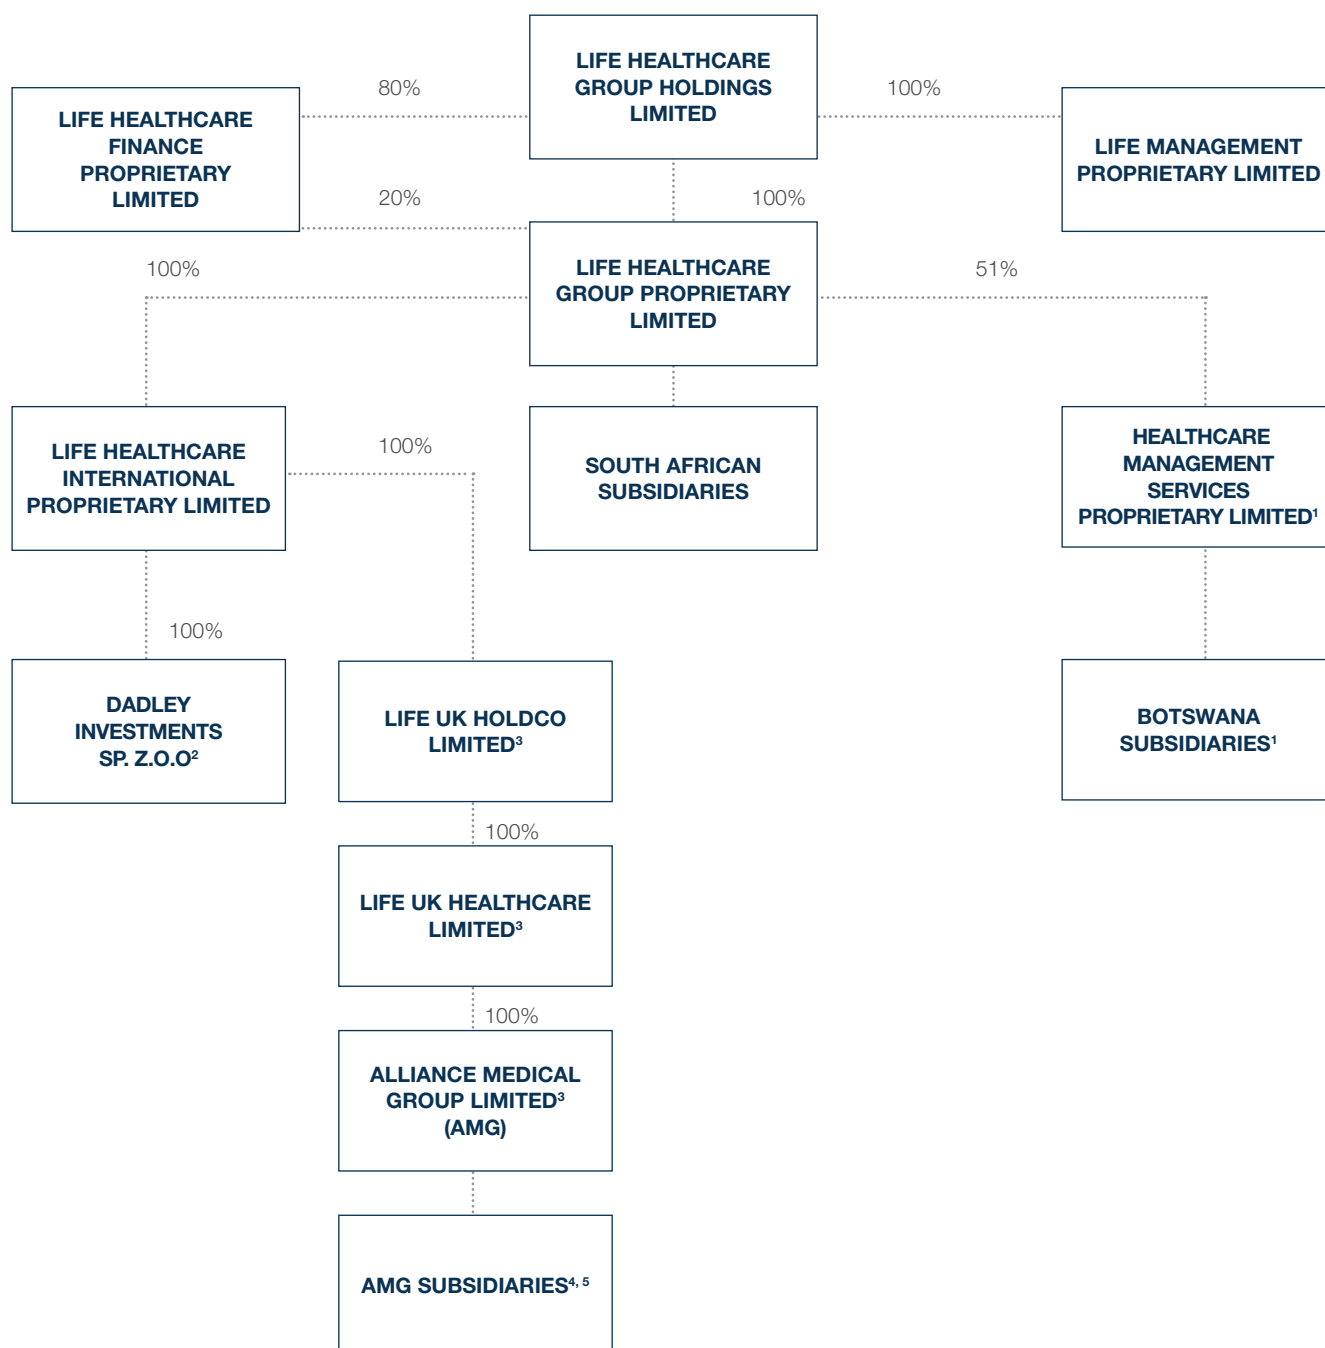 LIFE HEALTHCARE
GROUP HOLDINGS
LIMITED
80%
100%
LIFE HEALTHCARE
FINANCE
PROPRIETARY
LIMITED
LIFE MANAGEMENT
PROPRIETARY LIMITED
20%
100%
LIFE HEALTHCARE
GROUP PROPRIETARY
LIMITED
100%
51%
LIFE HEALTHCARE
INTERNATIONAL
PROPRIETARY LIMITED
100%
SOUTH AFRICAN
SUBSIDIARIES
HEALTHCARE
MANAGEMENT
SERVICES
PROPRIETARY LIMITED¹
100%
DADLEY
INVESTMENTS
SP. Z.O.O²
LIFE UK HOLDCO
LIMITED³
BOTSWANA
SUBSIDIARIES¹
100%
LIFE UK HEALTHCARE
LIMITED³
100%
ALLIANCE MEDICAL
GROUP LIMITED³
(AMG)
AMG SUBSIDIARIES⁴, ⁵